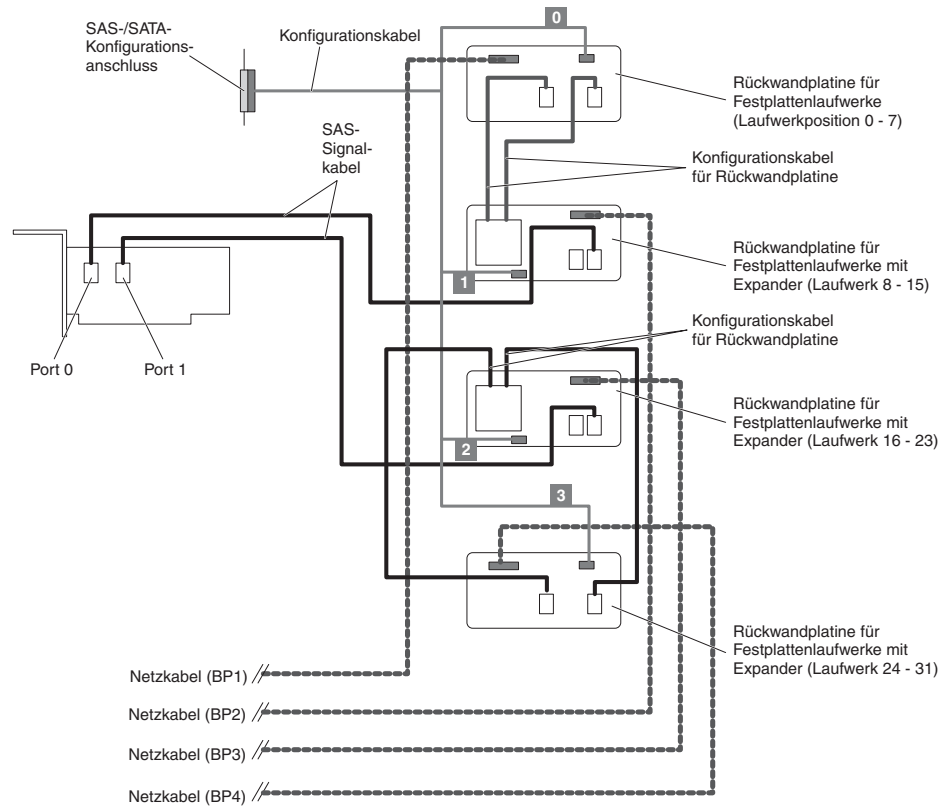 0
SAS-/SATA-
Konfigurations-
anschluss
Konfigurationskabel
Rückwandplatine für
Festplattenlaufwerke
(Laufwerkposition 0 - 7)
SAS-
Signal-
kabel
Konfigurationskabel
für Rückwandplatine
Rückwandplatine für
Festplattenlaufwerke mit
Expander (Laufwerk 8 - 15)
1
Konfigurationskabel
für Rückwandplatine
Port 0
Port 1
Rückwandplatine für
Festplattenlaufwerke mit
Expander (Laufwerk 16 - 23)
2
3
Rückwandplatine für
Festplattenlaufwerke mit
Expander (Laufwerk 24 - 31)
Netzkabel (BP1)
Netzkabel (BP2)
Netzkabel (BP3)
Netzkabel (BP4)